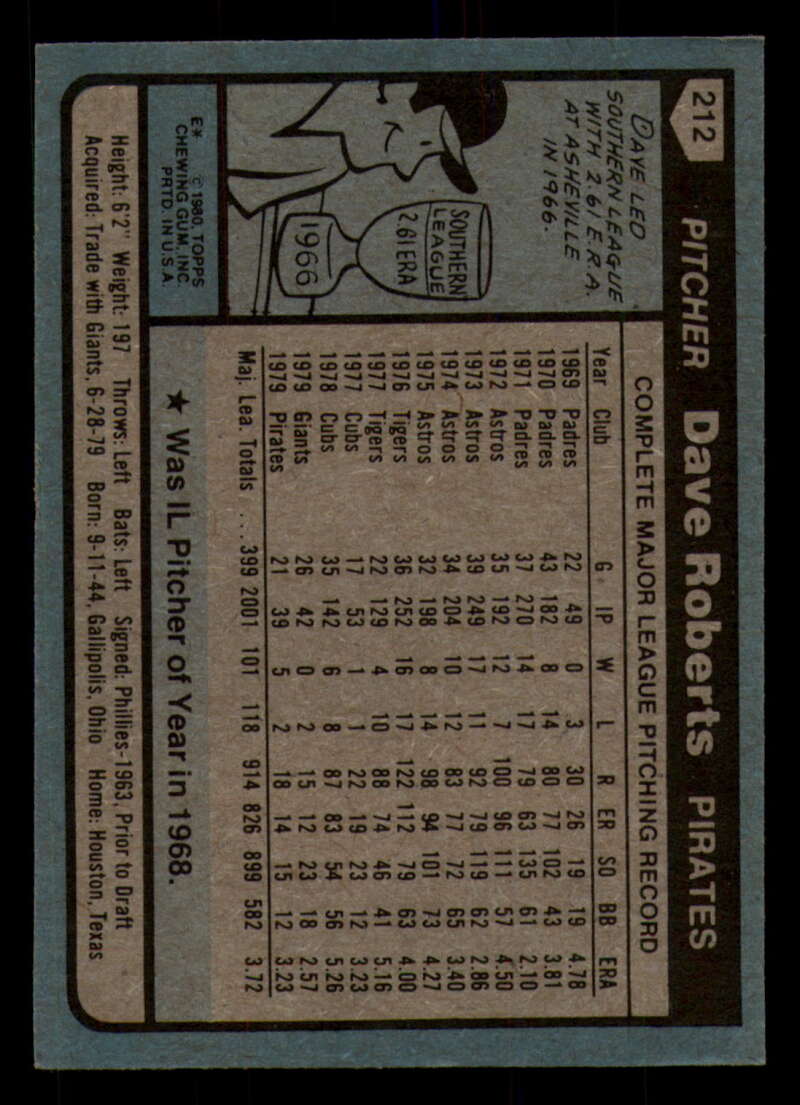 212 PITCHER Dave Roberts PIRATES
DAVE LED
SOUTHERN LEAGUE
WITH 2.61 E.R.A.
AT ASHEVILLE
IN 1966.
SOUTHERN
LEAGUE
2.61 ERA
1966
E* © 1980, TOPPS
CHEWING GUM, INC.
PRTD. IN U.S.A.
COMPLETE MAJOR LEAGUE PITCHING RECORD
Year Club G IP W L R ER SO BB ERA
1969 Padres 22 49 0 3 30 26 19 19 4.78
1970 Padres 43 182 8 14 80 77 102 43 3.81
1971 Padres 37 270 14 17 79 63 135 61 2.10
1972 Astros 35 192 12 7 100 96 111 57 4.50
1973 Astros 39 249 17 11 92 79 119 62 2.86
1974 Astros 34 204 10 12 83 77 72 65 3.40
1975 Astros 32 198 8 14 98 94 101 73 4.27
1976 Tigers 36 252 16 17 122 112 79 63 4.00
1977 Tigers 22 129 4 10 88 74 46 41 5.16
1977 Cubs 17 53 1 1 22 19 23 12 3.23
1978 Cubs 35 142 6 8 87 83 54 56 5.26
1979 Giants 26 42 0 2 15 12 23 18 2.57
1979 Pirates 21 39 5 2 18 14 15 12 3.23
Maj. Lea. Totals ... 399 2001 101 118 914 826 899 582 3.72
★ Was IL Pitcher of Year in 1968.
Height: 6'2" Weight: 197 Throws: Left Bats: Left Signed: Phillies-1963, Prior to Draft
Acquired: Trade with Giants, 6-28-79 Born: 9-11-44, Gallipolis, Ohio Home: Houston, Texas